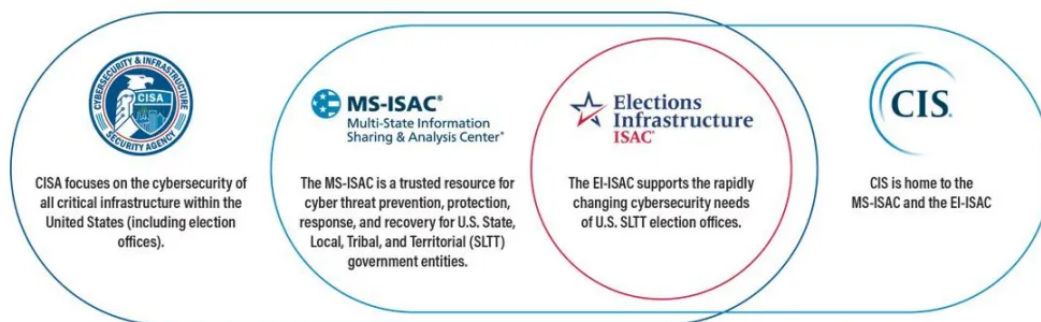 CYBERSECURITY & INFRASTRUCTURE
CISA
SECURITY AGENCY
CISA focuses on the cybersecurity of
all critical infrastructure within the
United States (including election
offices).
MS-ISAC®
Multi-State Information
Sharing & Analysis Center®
The MS-ISAC is a trusted resource for
cyber threat prevention, protection,
response, and recovery for U.S. State,
Local, Tribal, and Territorial (SLTT)
government entities.
Elections
Infrastructure
ISAC®
The EI-ISAC supports the rapidly
changing cybersecurity needs
of U.S. SLTT election offices.
CIS®
CIS is home to the
MS-ISAC and the EI-ISAC